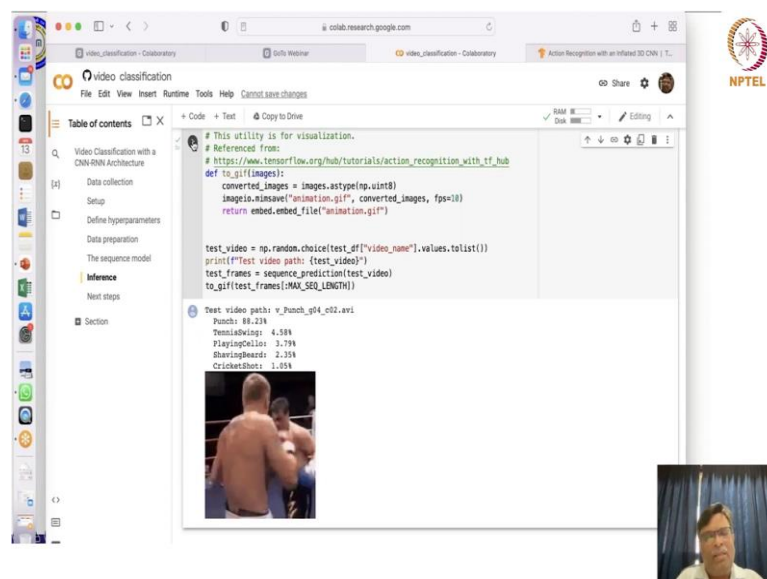 colab.research.google.com
video_classification - Colaboratory
GoTo Webinar
video_classification - Colaboratory
Action Recognition with an Inflated 3D CNN | T...
NPTEL
video classification
Share
File Edit View Insert Runtime Tools Help Cannot save changes
Table of contents
+ Code + Text Copy to Drive
RAM
Disk
Editing
13
Video Classification with a
CNN-RNN Architecture
Data collection
Setup
Define hyperparameters
Data preparation
The sequence model
Inference
Next steps
Section
# This utility is for visualization.
# Referenced from:
# https://www.tensorflow.org/hub/tutorials/action_recognition_with_tf_hub
def to_gif(images):
converted_images = images.astype(np.uint8)
imageio.mimsave("animation.gif", converted_images, fps=10)
return embed.embed_file("animation.gif")
test_video = np.random.choice(test_df["video_name"].values.tolist())
print(f"Test video path: {test_video}")
test_frames = sequence_prediction(test_video)
to_gif(test_frames[:MAX_SEQ_LENGTH])
Test video path: v_Punch_g04_c02.avi
Punch: 88.23%
TennisSwing: 4.58%
PlayingCello: 3.79%
ShavingBeard: 2.35%
CricketShot: 1.05%